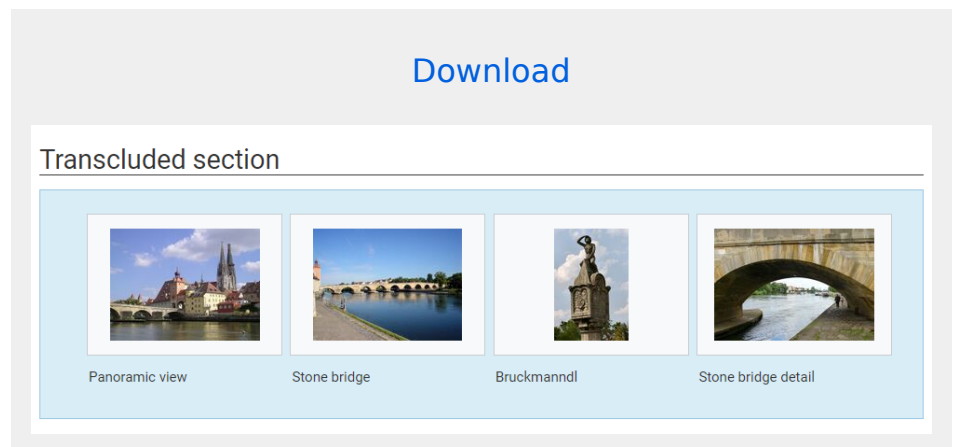 Download
Transcluded section
Panoramic view
Stone bridge
Bruckmanndl
Stone bridge detail